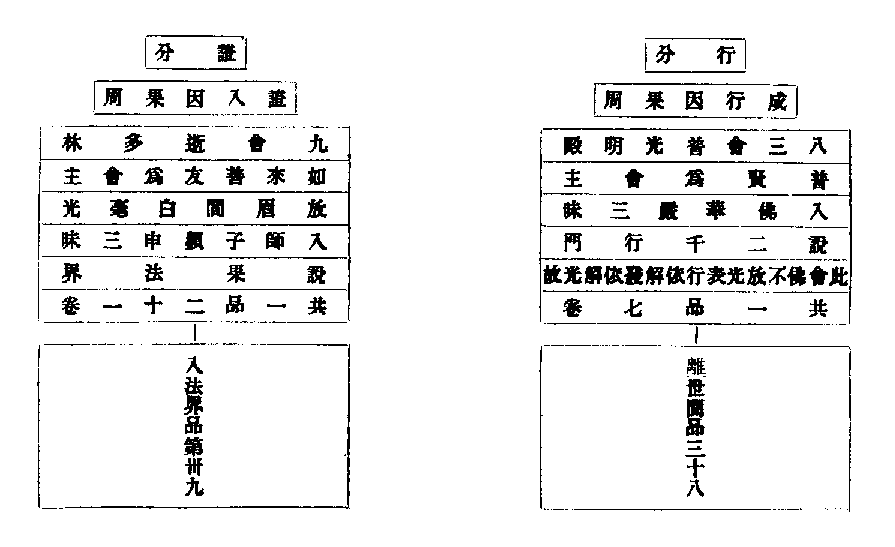 行分
成行因果周
八三會普光明殿
普賢爲會主
入佛華嚴三昧
說二千行門
此會佛不放光表行依解發依解光故
共一品七卷
離世間品三十八
證分
證入因果周
九會逝多林
如來善友爲會主
放眉間白毫光
入師子頻申三昧
說果法界
共一品二十一卷
入法界品第卅九